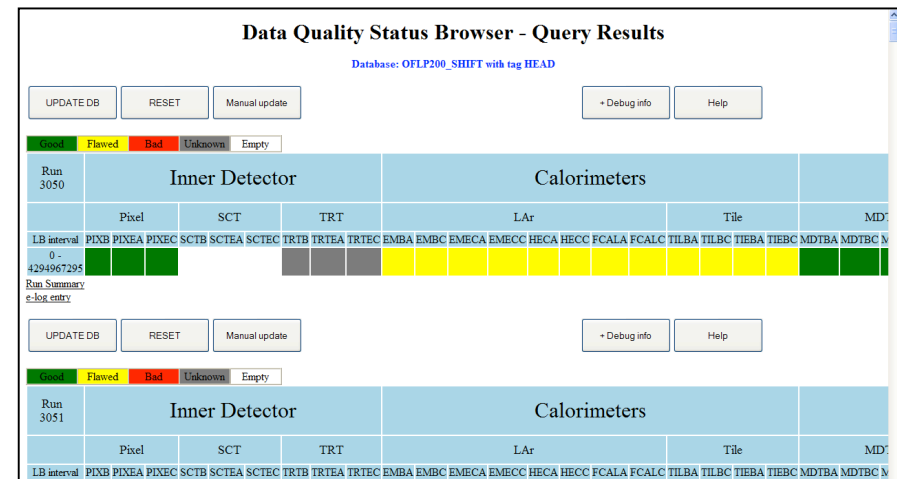 Data Quality Status Browser - Query Results
Database: OFLP200_SHIFT with tag HEAD
UPDATE DB RESET Manual update + Debug info Help
Good Flawed Bad Unknown Empty
Run 3050 Inner Detector Calorimeters
Pixel SCT TRT LAr Tile MDT
LB interval PIXB PIXEA PIXEC SCTB SCTEA SCTEC TRTB TRTEA TRTEC EMBA EMBC EMECA EMECC HECA HECC FCALA FCALC TILBA TILBC TIEBA TIEBC MDTBA MDTBC M
0 -
4294967295
Run Summary
e-log entry
UPDATE DB RESET Manual update + Debug info Help
Good Flawed Bad Unknown Empty
Run 3051 Inner Detector Calorimeters
Pixel SCT TRT LAr Tile MDT
LB interval PIXB PIXEA PIXEC SCTB SCTEA SCTEC TRTB TRTEA TRTEC EMBA EMBC EMECA EMECC HECA HECC FCALA FCALC TILBA TILBC TIEBA TIEBC MDTBA MDTBC M